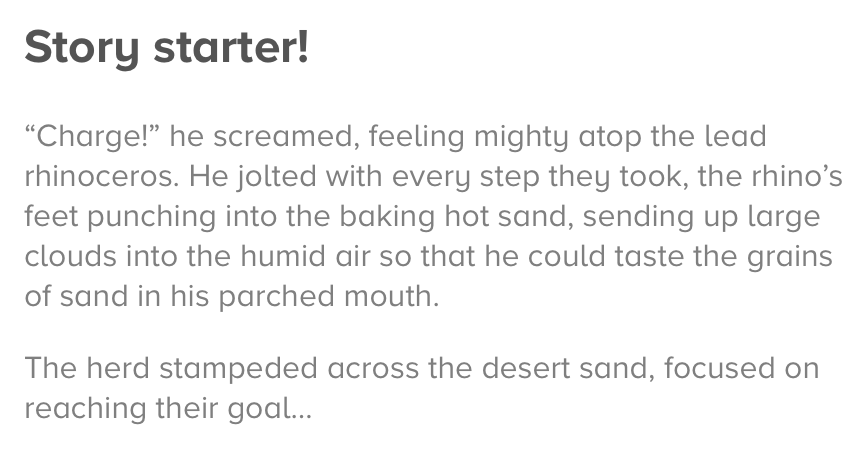 Story starter!
“Charge!” he screamed, feeling mighty atop the lead
rhinoceros. He jolted with every step they took, the rhino’s
feet punching into the baking hot sand, sending up large
clouds into the humid air so that he could taste the grains
of sand in his parched mouth.
The herd stampeded across the desert sand, focused on
reaching their goal...